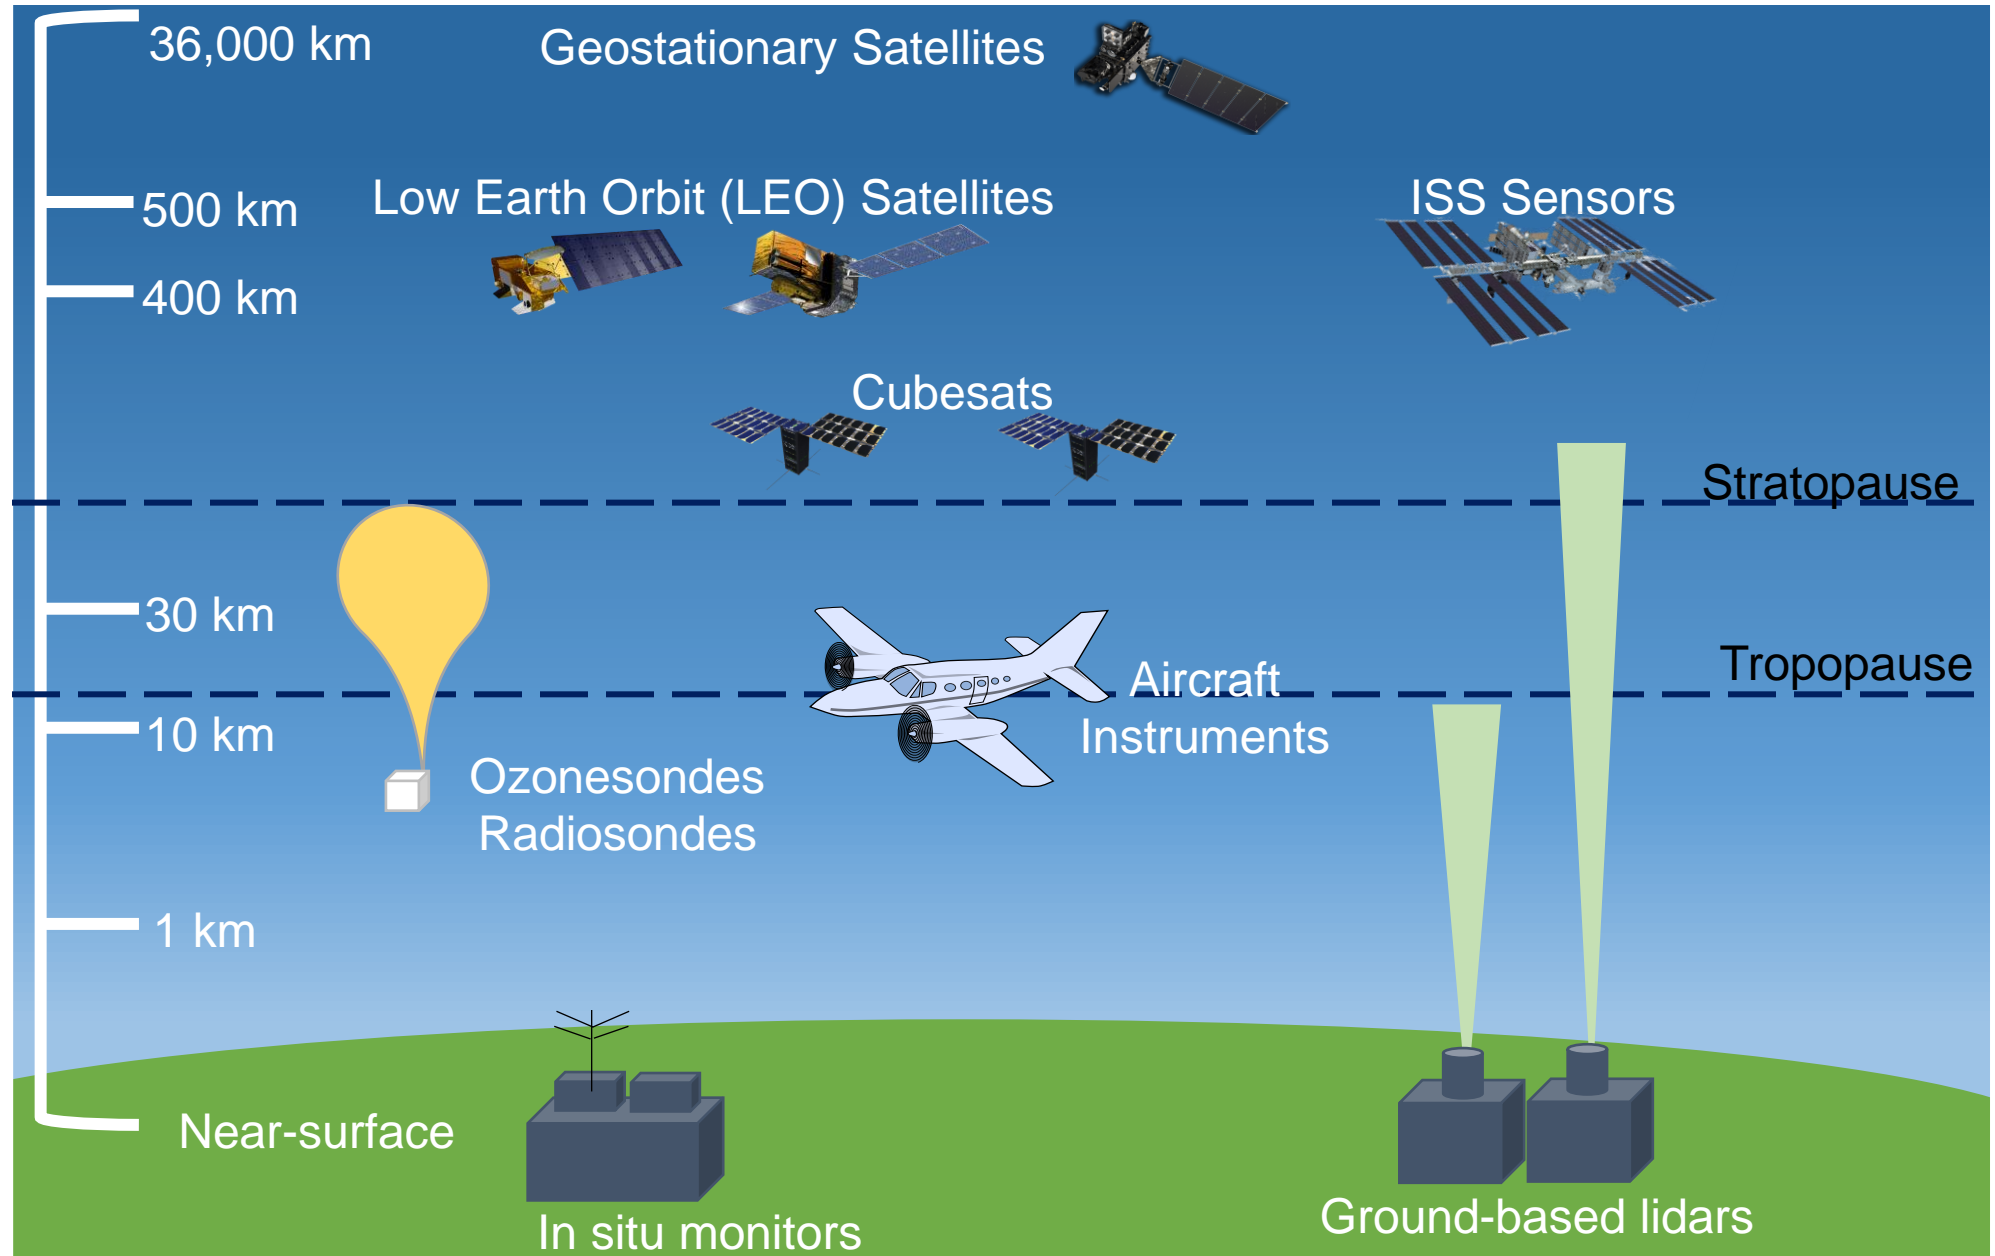 36,000 km
Geostationary Satellites
500 km
Low Earth Orbit (LEO) Satellites
ISS Sensors
400 km
Cubesats
Stratopause
30 km
Tropopause
Aircraft
Instruments
10 km
Ozonesondes
Radiosondes
1 km
Near-surface
In situ monitors
Ground-based lidars